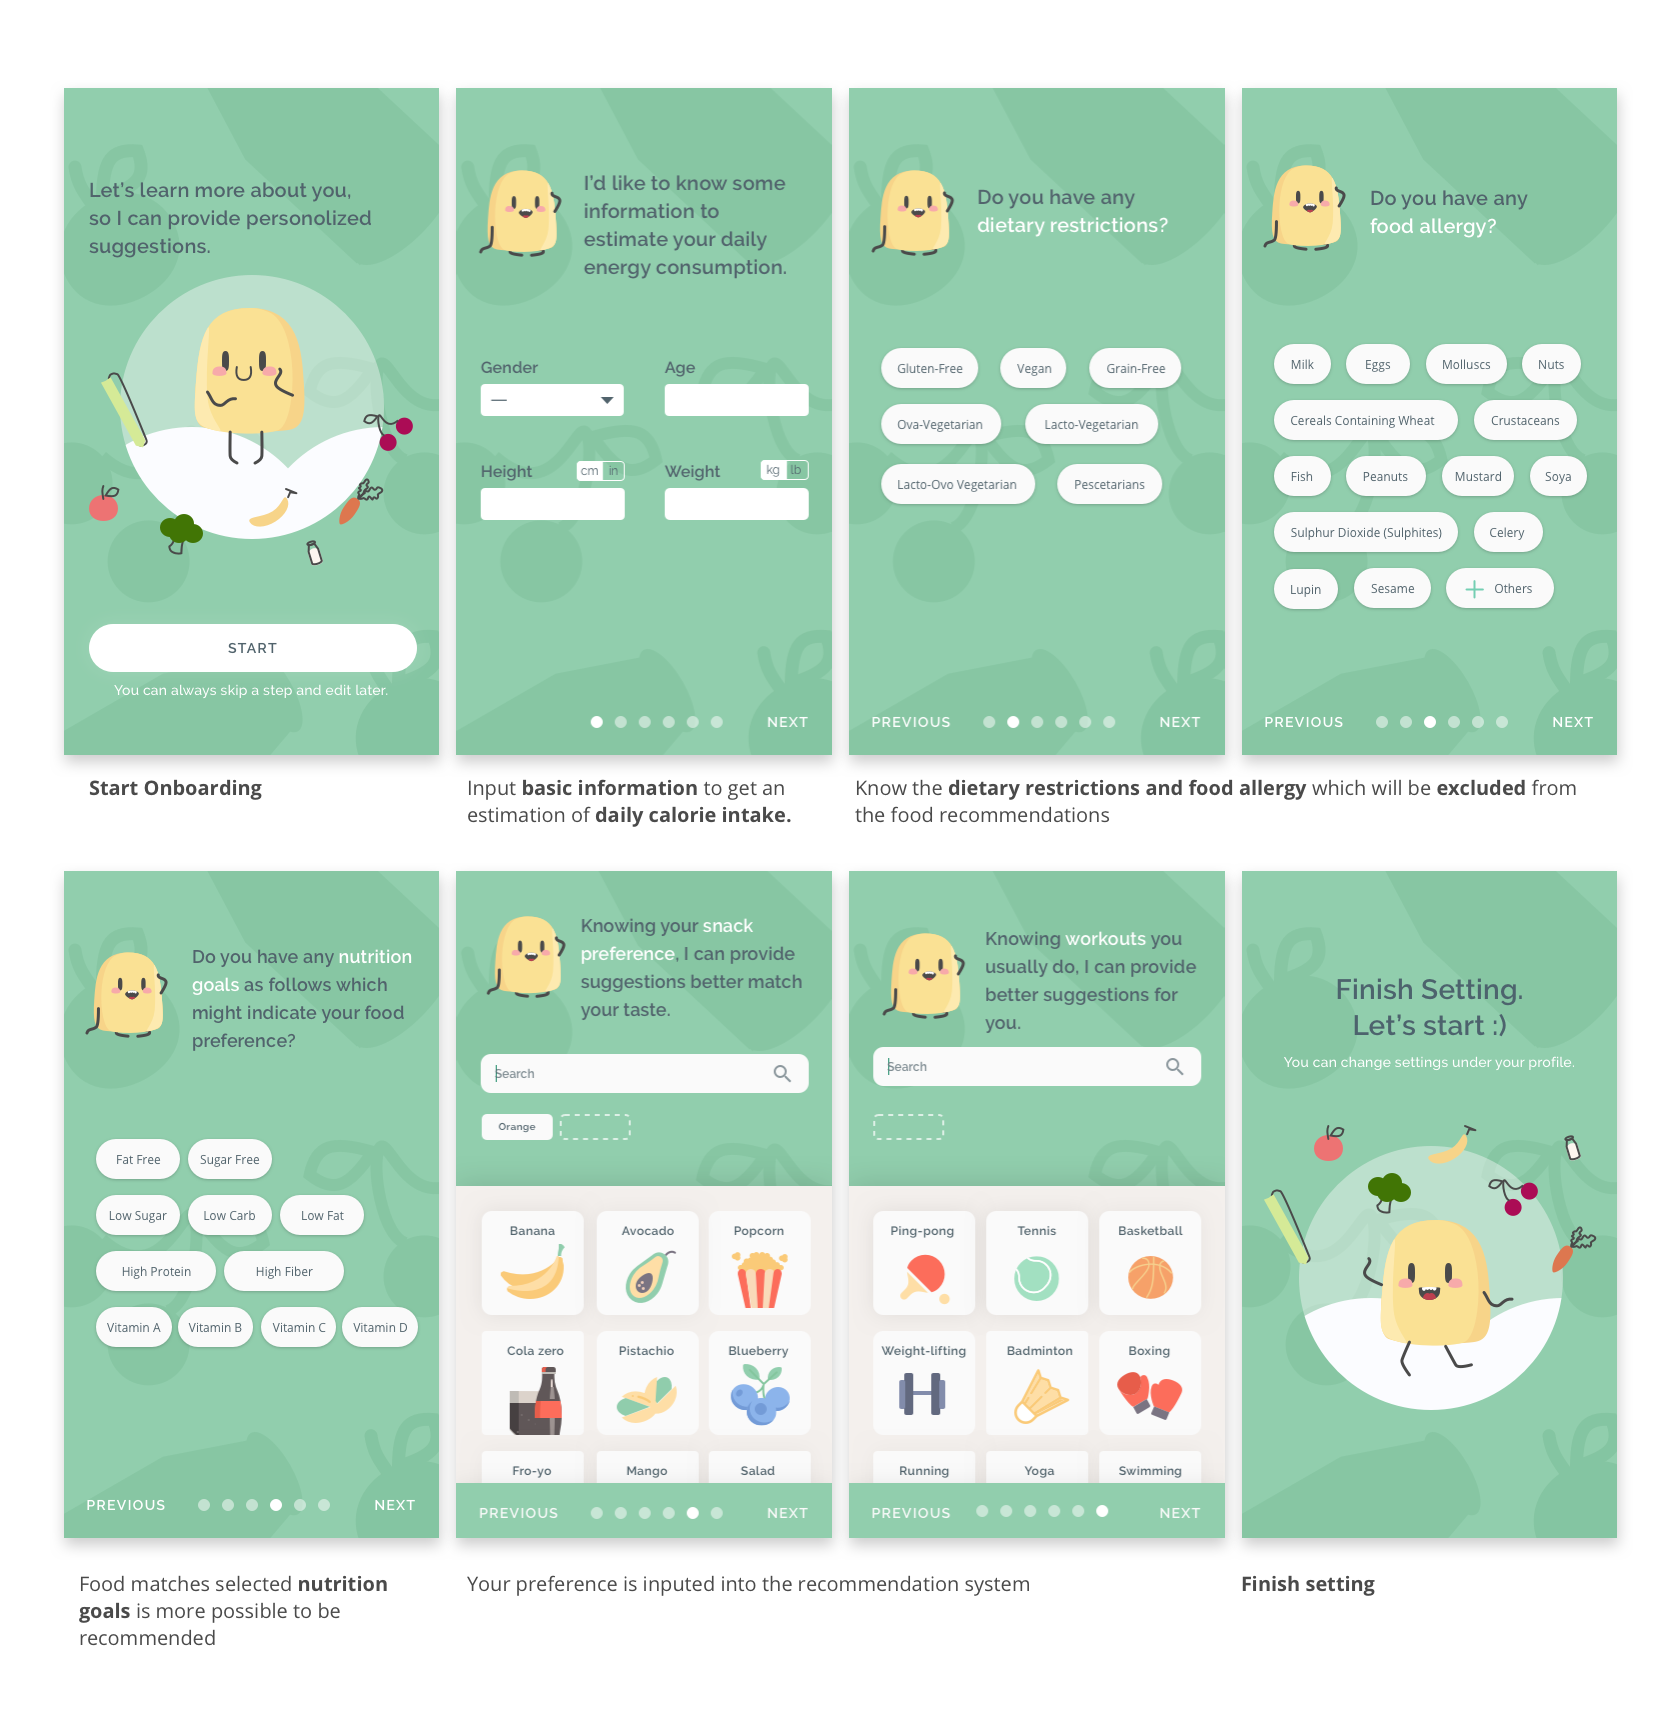 Let's learn more about you,
so I can provide personolized
suggestions.
START
You can always skip a step and edit later.
I'd like to know some
information to
estimate your daily
energy consumption.
Gender
Age
—
Height
cm in
Weight
kg lb
NEXT
Do you have any
dietary restrictions?
Gluten-Free
Vegan
Grain-Free
Ova-Vegetarian
Lacto-Vegetarian
Lacto-Ovo Vegetarian
Pescetarians
PREVIOUS
NEXT
Do you have any
food allergy?
Milk
Eggs
Molluscs
Nuts
Cereals Containing Wheat
Crustaceans
Fish
Peanuts
Mustard
Soya
Sulphur Dioxide (Sulphites)
Celery
Lupin
Sesame
Others
PREVIOUS
NEXT
Start Onboarding
Input basic information to get an
estimation of daily calorie intake.
Know the dietary restrictions and food allergy which will be excluded from
the food recommendations
Do you have any nutrition
goals as follows which
might indicate your food
preference?
Fat Free
Sugar Free
Low Sugar
Low Carb
Low Fat
High Protein
High Fiber
Vitamin A
Vitamin B
Vitamin C
Vitamin D
PREVIOUS
NEXT
Knowing your snack
preference, I can provide
suggestions better match
your taste.
Search
Orange
Banana
Avocado
Popcorn
Cola zero
Pistachio
Blueberry
Fro-yo
Mango
Salad
PREVIOUS
NEXT
Knowing workouts you
usually do, I can provide
better suggestions for
you.
Search
Ping-pong
Tennis
Basketball
Weight-lifting
Badminton
Boxing
Running
Yoga
Swimming
PREVIOUS
NEXT
Finish Setting.
Let's start :)
You can change settings under your profile.
Food matches selected nutrition
goals is more possible to be
recommended
Your preference is inputed into the recommendation system
Finish setting